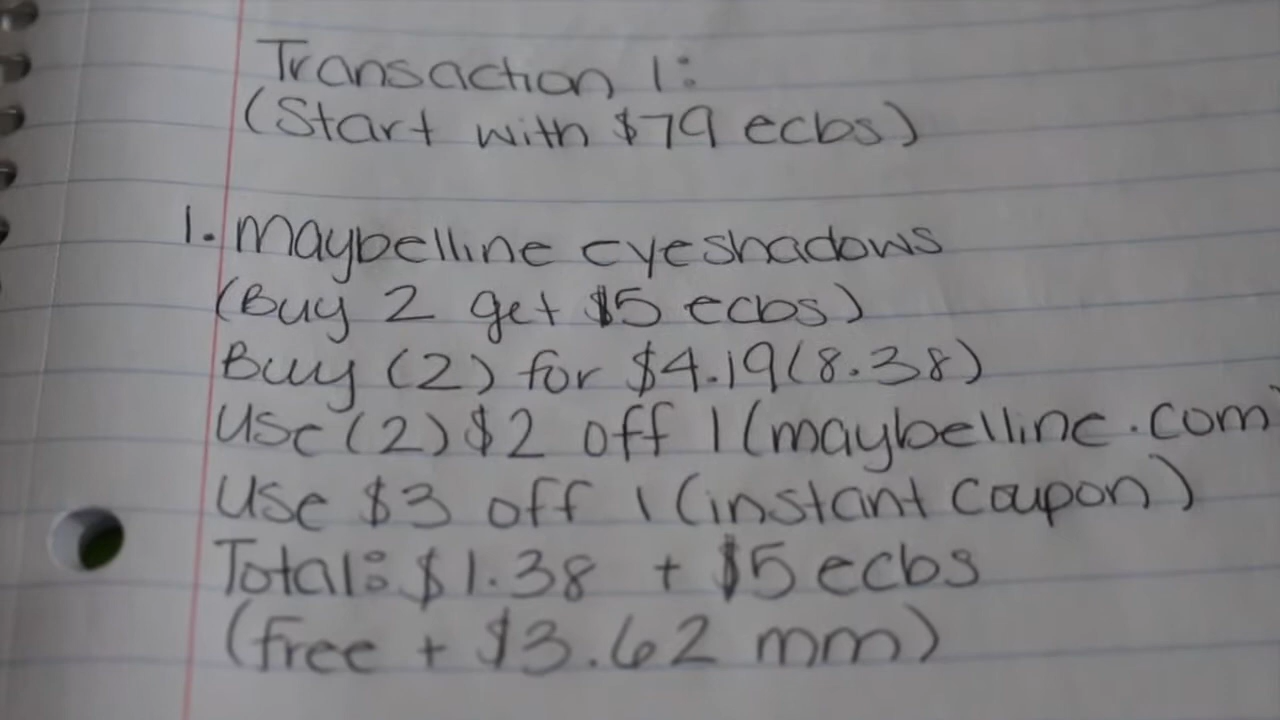 Transaction 1:
(Start with $79 ecbs)
1. Maybelline eyeshadows
(Buy 2 get $5 ecbs)
Buy (2) for $4.19(8.38)
Use (2) $2 off 1 (maybelline.com)
Use $3 off 1 (instant coupon)
Total: $1.38 + $5 ecbs
(free + $3.62 mm)